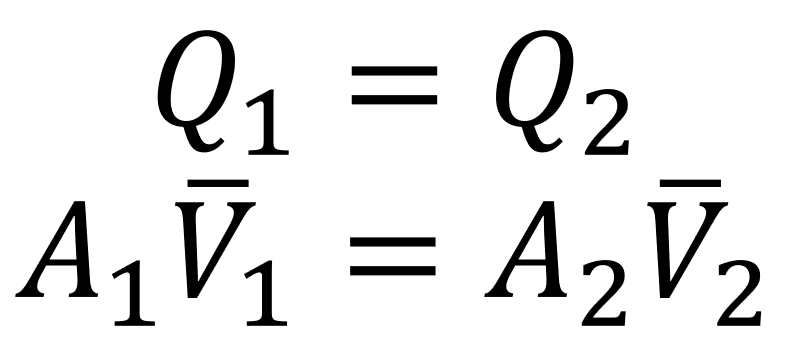 Q₁ = Q₂
A₁V̄₁ = A₂V̄₂